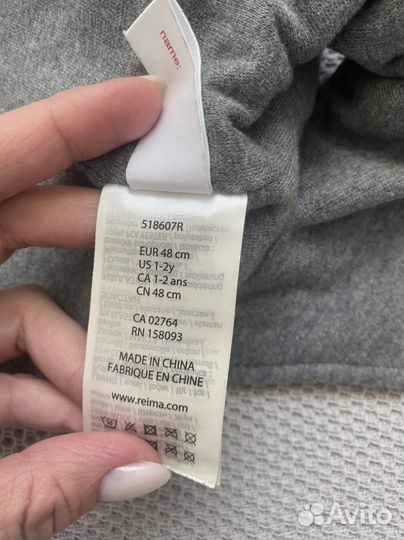 name:
518607R
EUR 48 cm
US 1-2y
CA 1-2 ans
CN 48 cm
CA 02764
RN 158093
MADE IN CHINA
FABRIQUE EN CHINE
www.reima.com
Avito